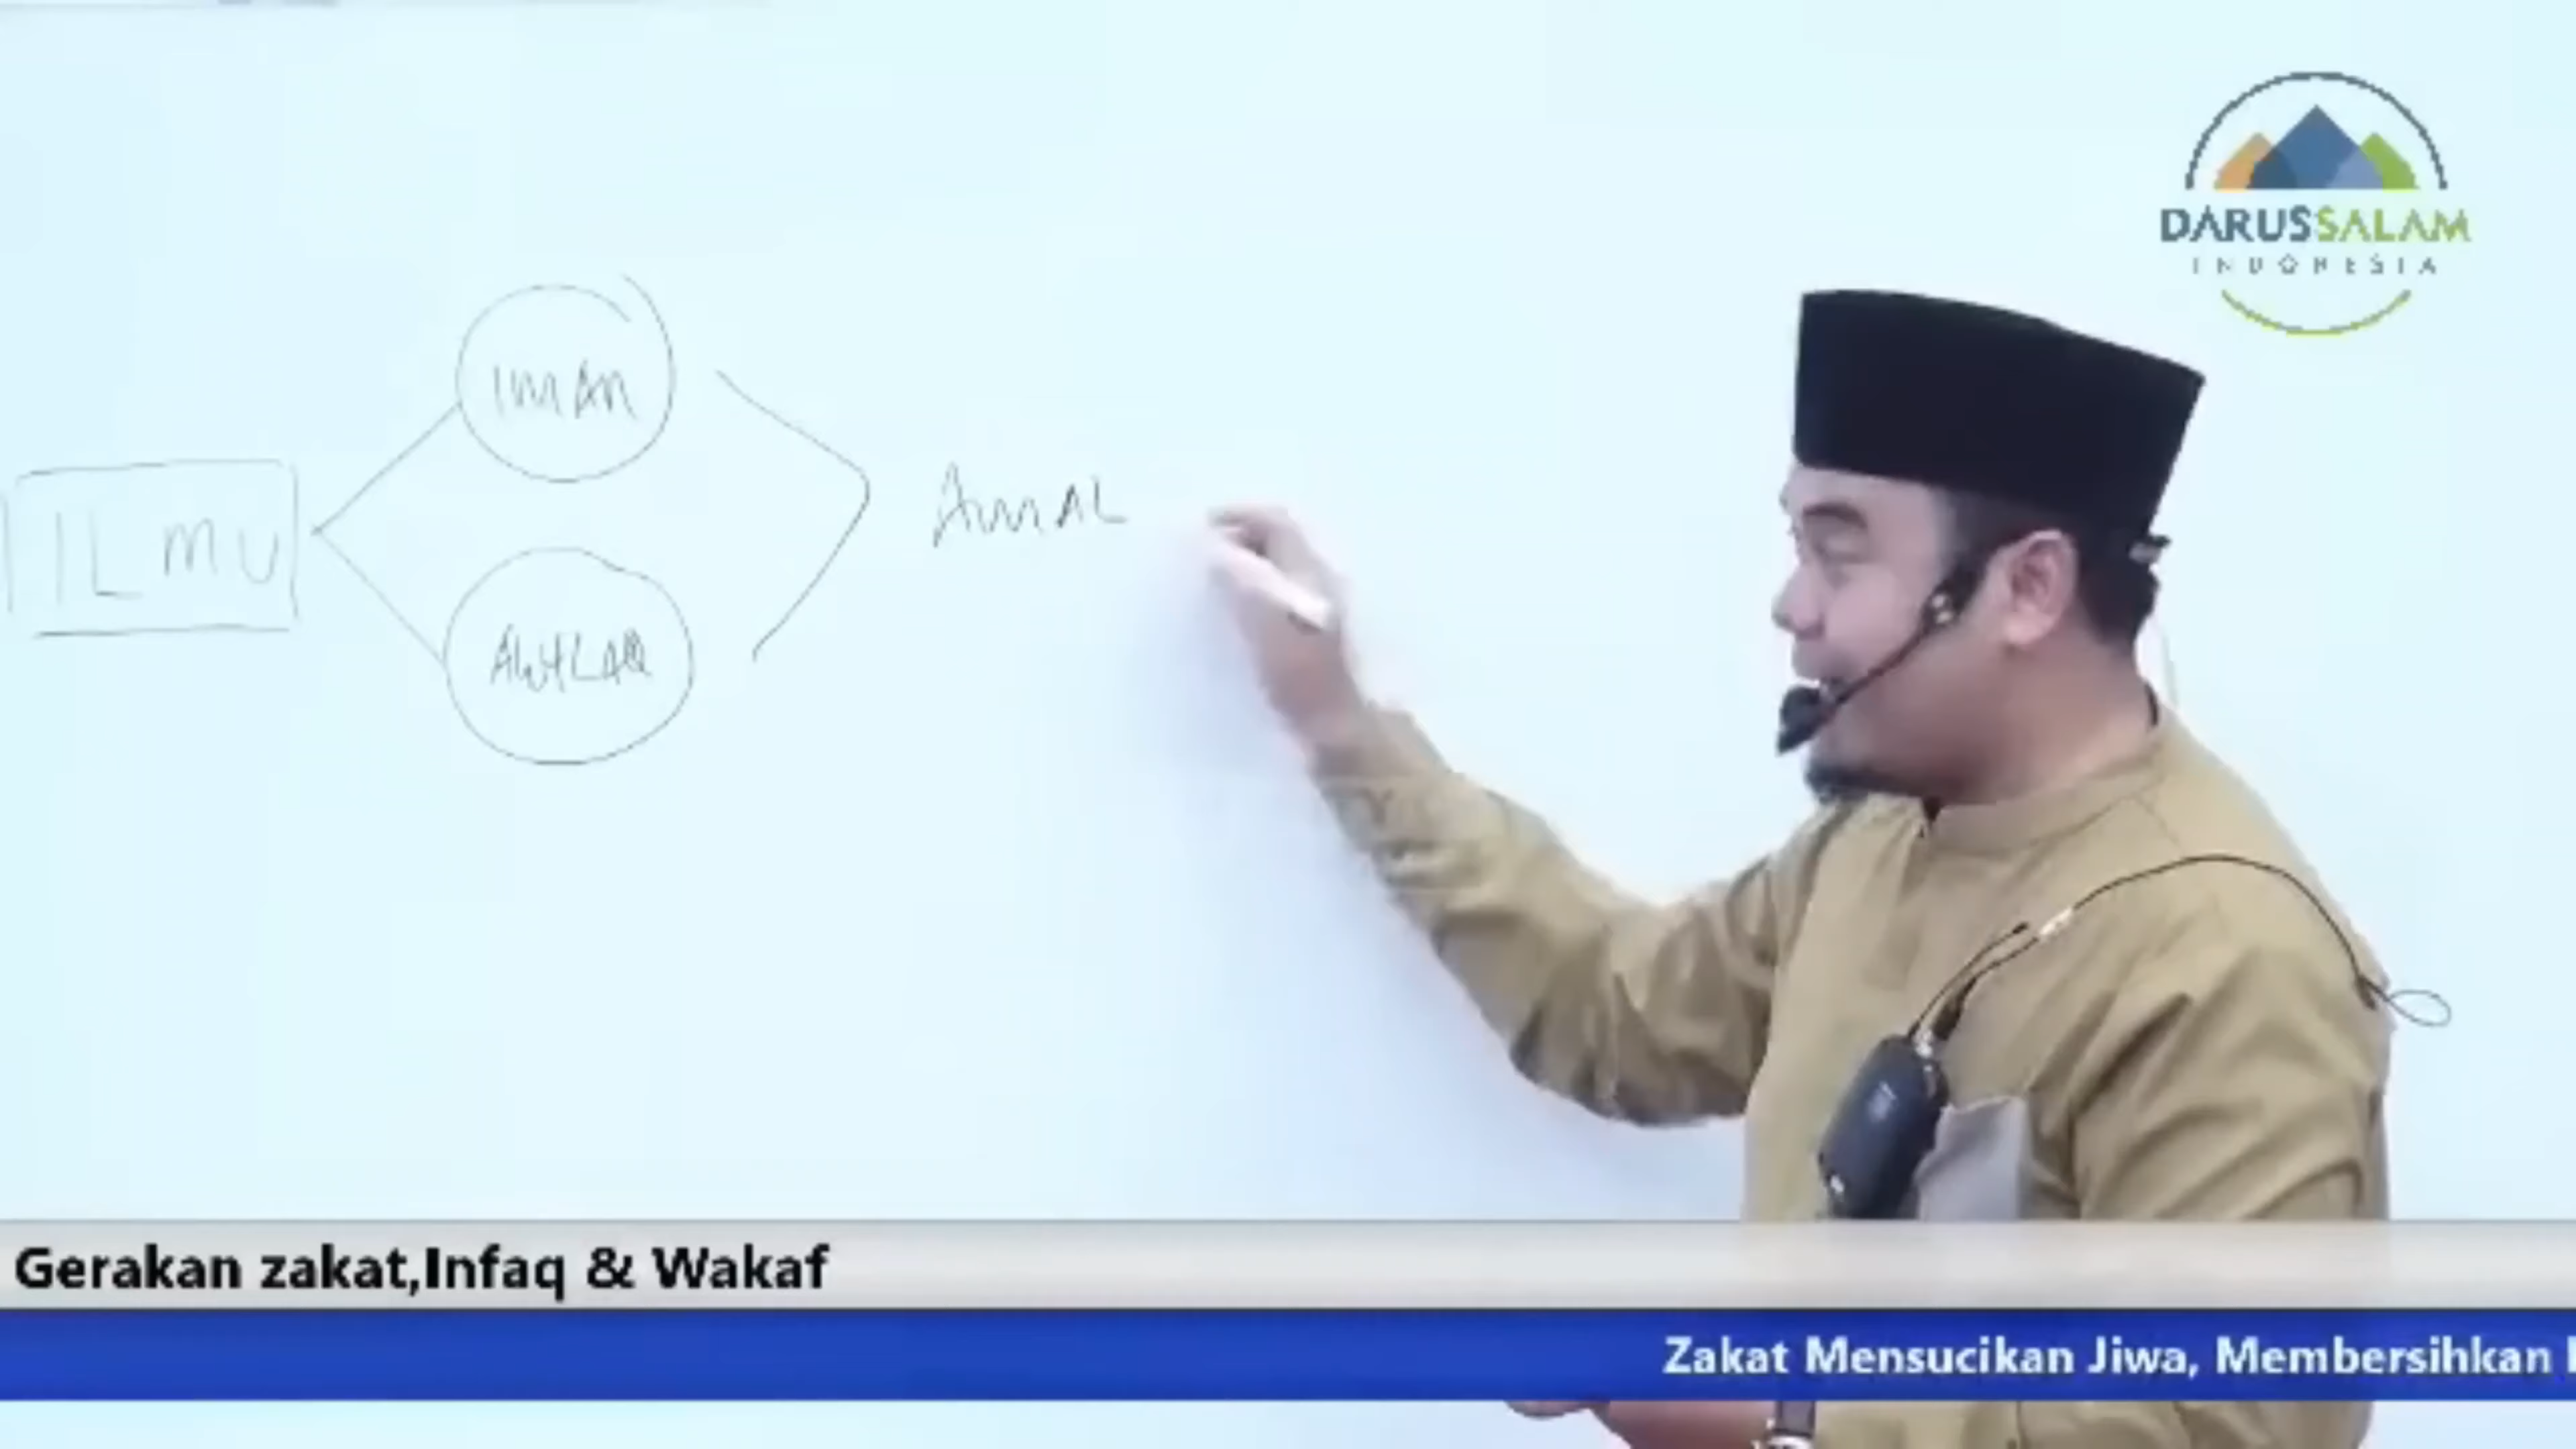 DARUSSALAM
INDONESIA
IMAN
ILMU
AMAL
AKHLAQ
Gerakan zakat,Infaq & Wakaf
Zakat Mensucikan Jiwa, Membersihkan